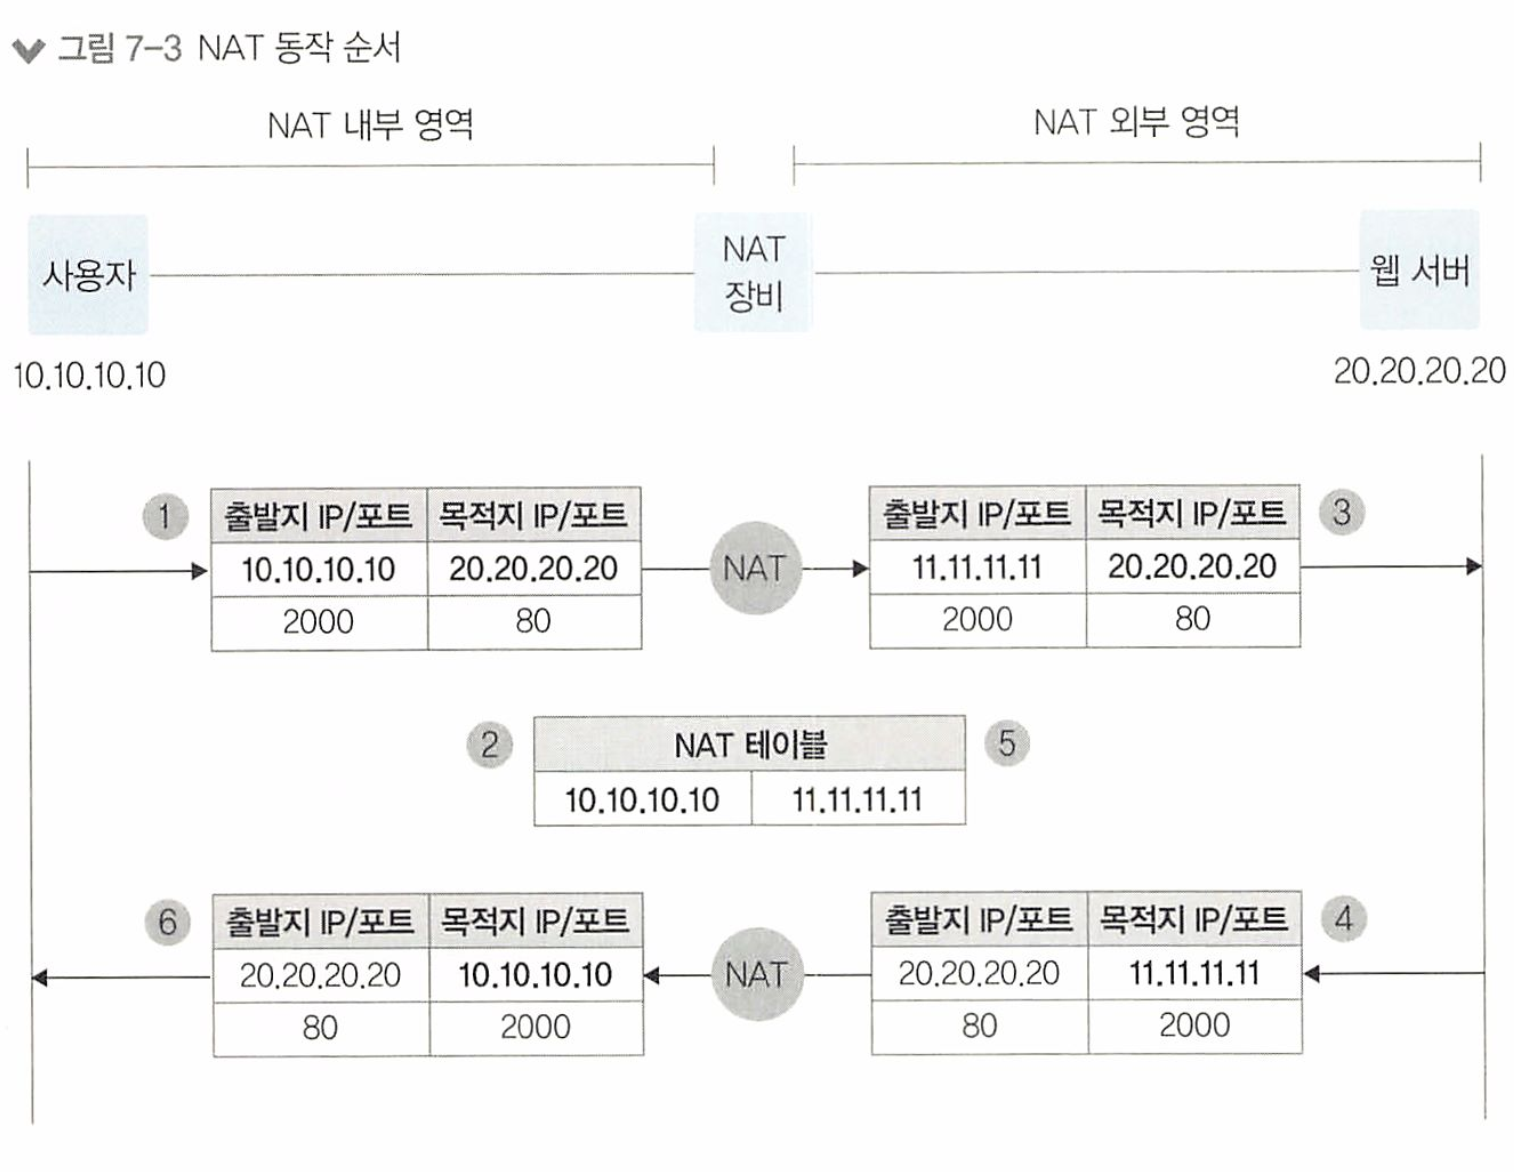 그림 7-3 NAT 동작 순서
NAT 내부 영역
NAT 외부 영역
사용자
NAT
장비
웹 서버
10.10.10.10
20.20.20.20
1
출발지 IP/포트 목적지 IP/포트
10.10.10.10 20.20.20.20
2000 80
NAT
출발지 IP/포트 목적지 IP/포트
11.11.11.11 20.20.20.20
2000 80
3
2
NAT 테이블
10.10.10.10 11.11.11.11
5
6
출발지 IP/포트 목적지 IP/포트
20.20.20.20 10.10.10.10
80 2000
NAT
출발지 IP/포트 목적지 IP/포트
20.20.20.20 11.11.11.11
80 2000
4